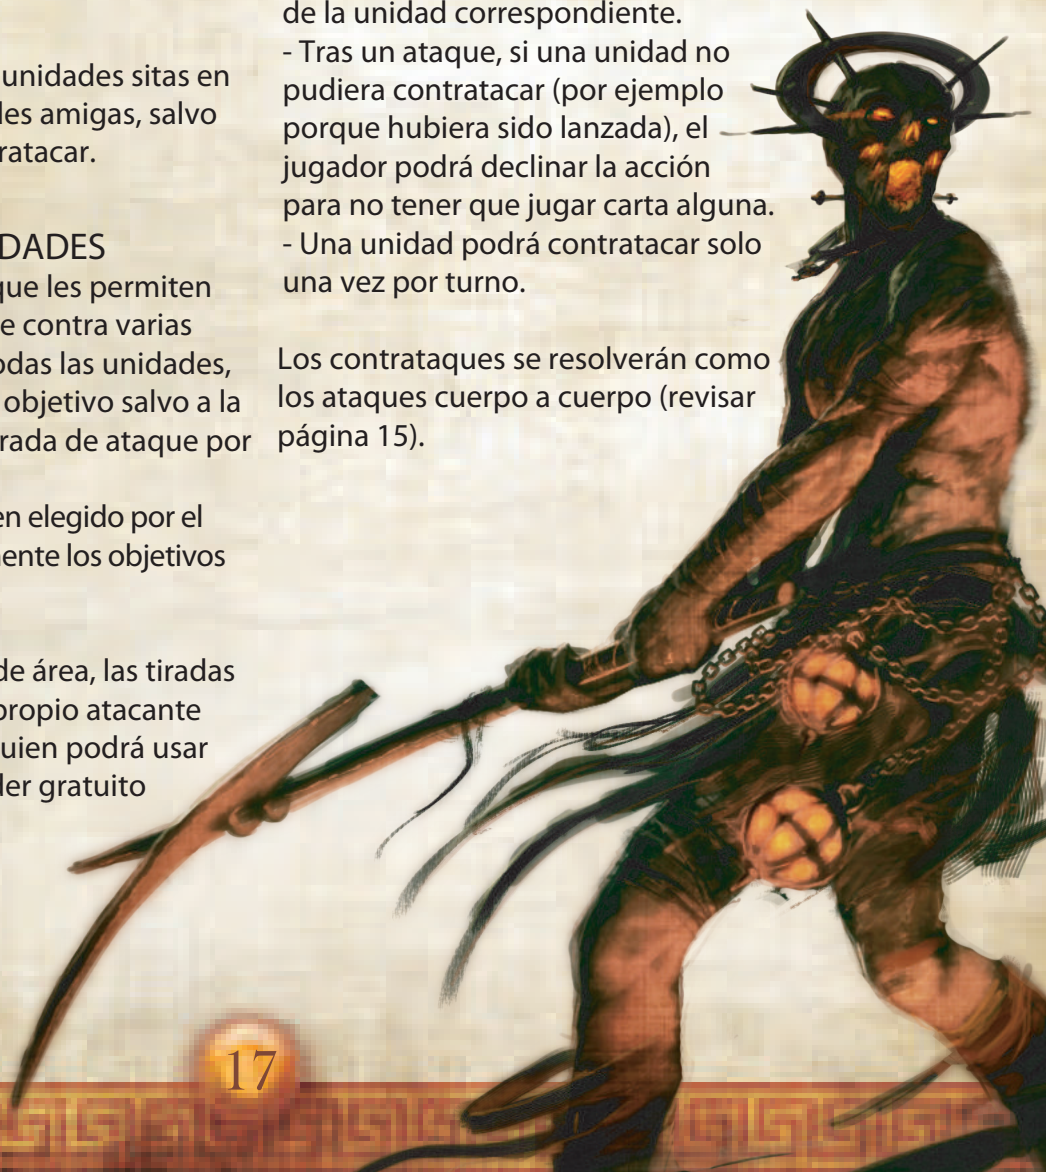 unidades sitas en
les amigas, salvo
ratacar.
DADES
que les permiten
e contra varias
odas las unidades,
objetivo salvo a la
rada de ataque por
en elegido por el
nente los objetivos
de área, las tiradas
propio atacante
uien podrá usar
der gratuito
de la unidad correspondiente.
- Tras un ataque, si una unidad no
pudiera contratacar (por ejemplo
porque hubiera sido lanzada), el
jugador podrá declinar la acción
para no tener que jugar carta alguna.
- Una unidad podrá contratacar solo
una vez por turno.
Los contrataques se resolverán como
los ataques cuerpo a cuerpo (revisar
página 15).
17